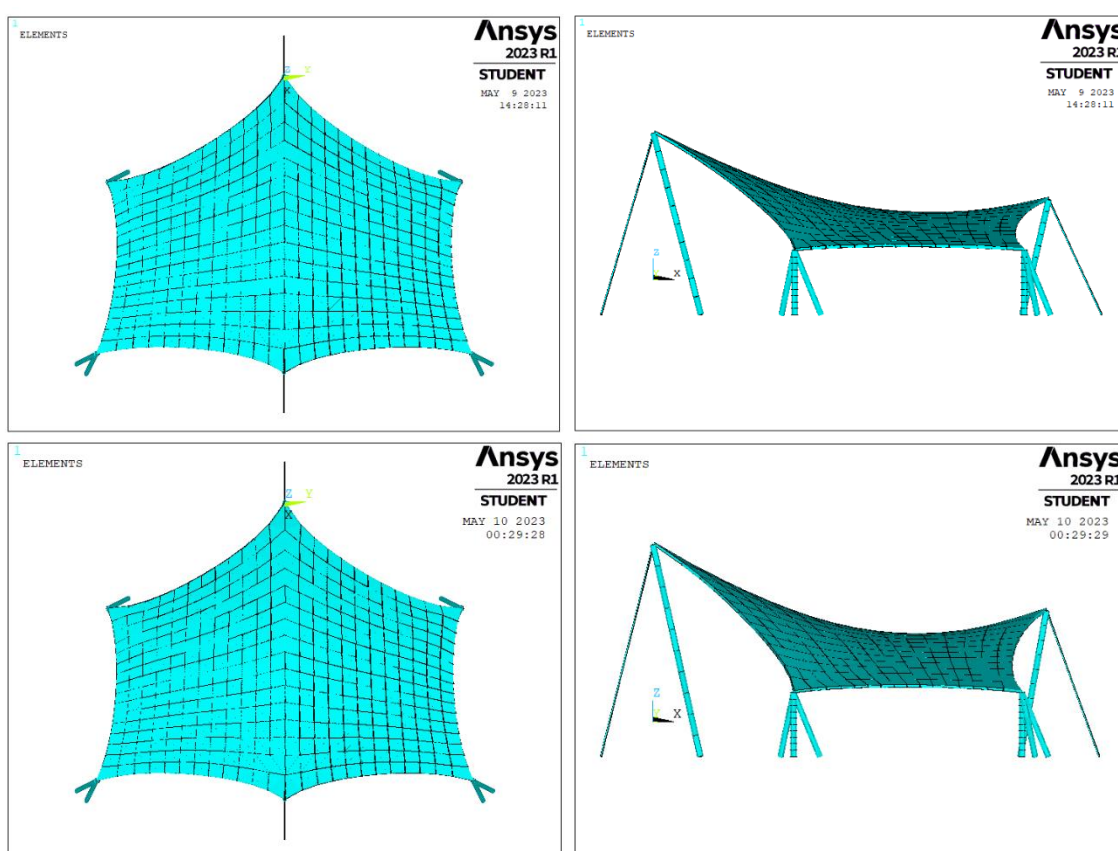 1
ELEMENTS
Ansys
2023 R1
STUDENT
MAY 9 2023
14:28:11
Z Y
X
1
ELEMENTS
Ansys
2023 R1
STUDENT
MAY 9 2023
14:28:11
Z
Y X
1
ELEMENTS
Ansys
2023 R1
STUDENT
MAY 10 2023
00:29:28
Z Y
X
1
ELEMENTS
Ansys
2023 R1
STUDENT
MAY 10 2023
00:29:29
Z
Y X